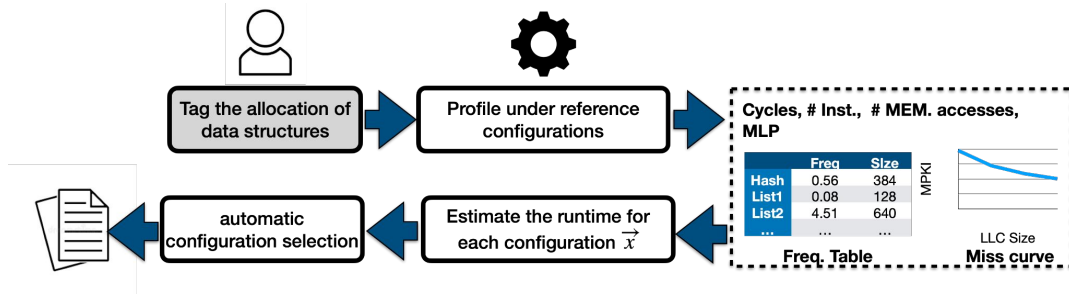 Tag the allocation of
data structures
Profile under reference
configurations
Cycles, # Inst., # MEM. accesses,
MLP
Freq SIze
Hash 0.56 384
List1 0.08 128
List2 4.51 640
... ... ...
Freq. Table
MPKI
LLC Size
Miss curve
Estimate the runtime for
each configuration $\vec{x}$
automatic
configuration selection